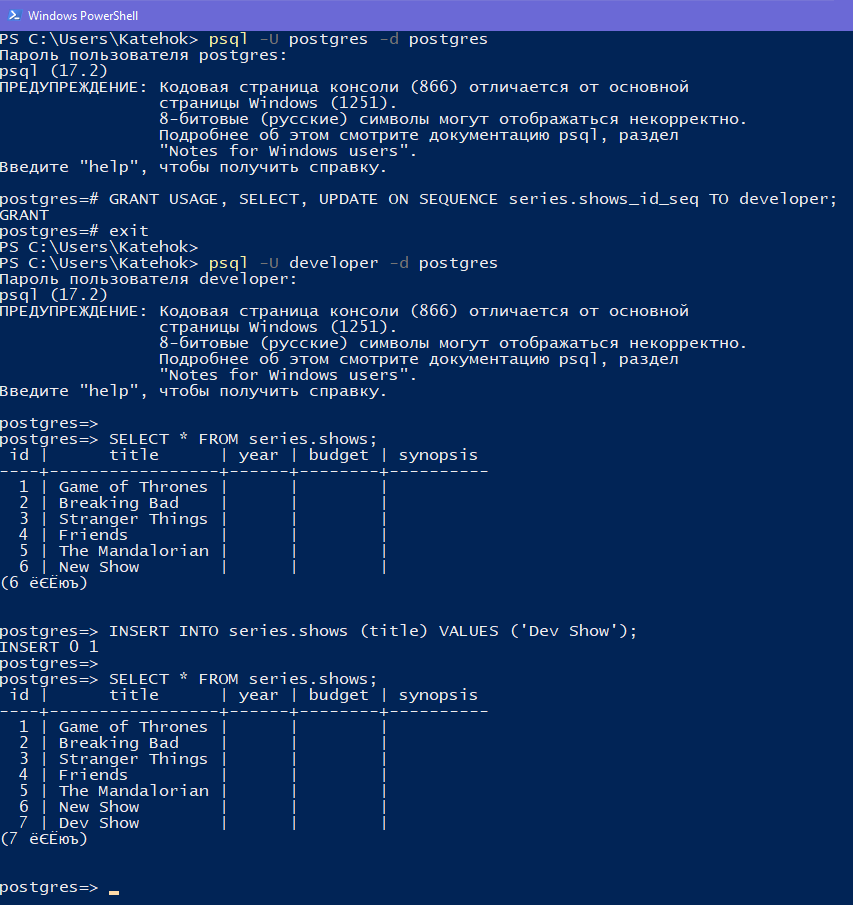 Windows PowerShell
PS C:\Users\Katehok> psql -U postgres -d postgres
Пароль пользователя postgres:
psql (17.2)
ПРЕДУПРЕЖДЕНИЕ: Кодовая страница консоли (866) отличается от основной
                страницы Windows (1251).
                8-битовые (русские) символы могут отображаться некорректно.
                Подробнее об этом смотрите документацию psql, раздел
                "Notes for Windows users".
Введите "help", чтобы получить справку.

postgres=# GRANT USAGE, SELECT, UPDATE ON SEQUENCE series.shows_id_seq TO developer;
GRANT
postgres=# exit
PS C:\Users\Katehok>
PS C:\Users\Katehok> psql -U developer -d postgres
Пароль пользователя developer:
psql (17.2)
ПРЕДУПРЕЖДЕНИЕ: Кодовая страница консоли (866) отличается от основной
                страницы Windows (1251).
                8-битовые (русские) символы могут отображаться некорректно.
                Подробнее об этом смотрите документацию psql, раздел
                "Notes for Windows users".
Введите "help", чтобы получить справку.

postgres=>
postgres=> SELECT * FROM series.shows;
 id |      title      | year | budget | synopsis
----+-----------------+------+--------+----------
  1 | Game of Thrones |      |        |
  2 | Breaking Bad    |      |        |
  3 | Stranger Things |      |        |
  4 | Friends         |      |        |
  5 | The Mandalorian |      |        |
  6 | New Show        |      |        |
(6 ёЄЁюъ)

postgres=> INSERT INTO series.shows (title) VALUES ('Dev Show');
INSERT 0 1
postgres=>
postgres=> SELECT * FROM series.shows;
 id |      title      | year | budget | synopsis
----+-----------------+------+--------+----------
  1 | Game of Thrones |      |        |
  2 | Breaking Bad    |      |        |
  3 | Stranger Things |      |        |
  4 | Friends         |      |        |
  5 | The Mandalorian |      |        |
  6 | New Show        |      |        |
  7 | Dev Show        |      |        |
(7 ёЄЁюъ)

postgres=>